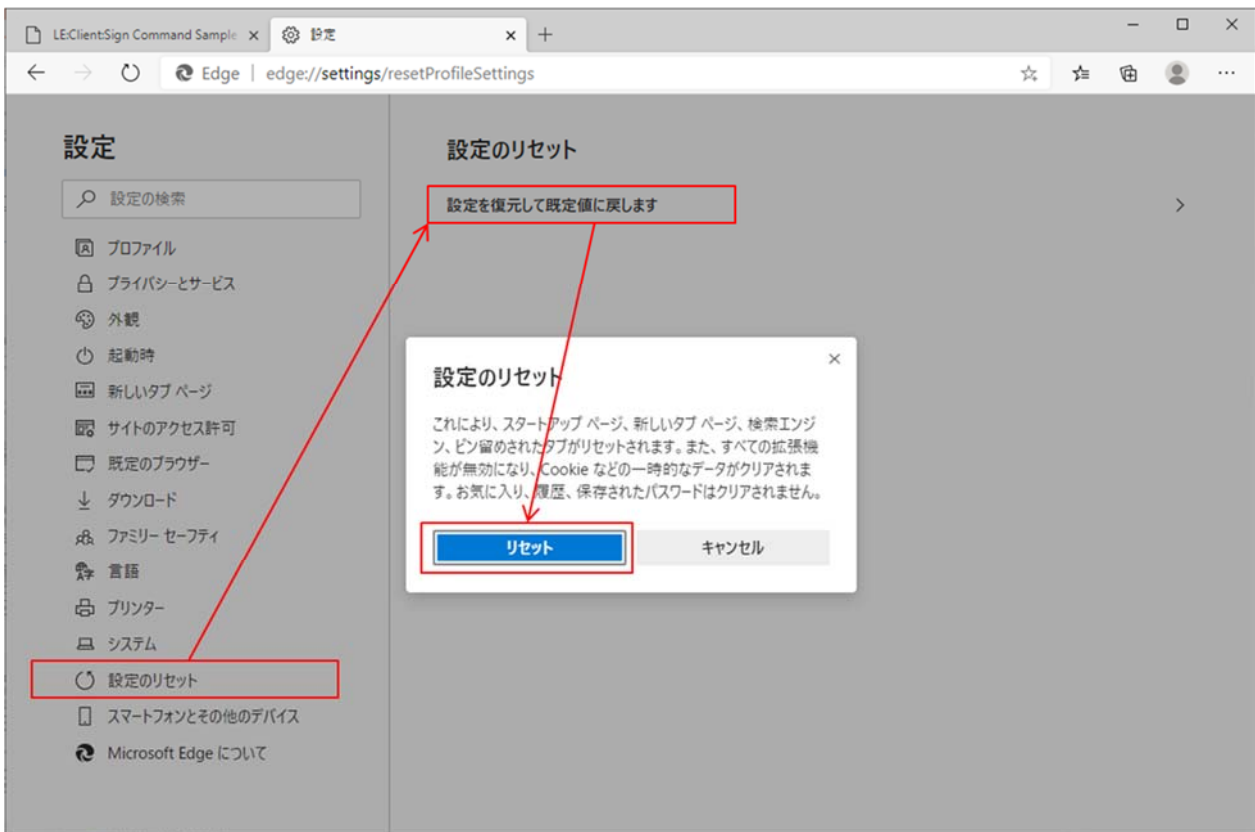 LE:Client:Sign Command Sample
設定
Edge | edge://settings/resetProfileSettings
設定
設定の検索
プロファイル
プライバシーとサービス
外観
起動時
新しいタブ ページ
サイトのアクセス許可
既定のブラウザー
ダウンロード
ファミリー セーフティ
言語
プリンター
システム
設定のリセット
スマートフォンとその他のデバイス
Microsoft Edge について
設定のリセット
設定を復元して既定値に戻します
設定のリセット
これにより、スタートアップ ページ、新しいタブ ページ、検索エンジ
ン、ピン留めされたタブがリセットされます。また、すべての拡張機
能が無効になり、Cookie などの一時的なデータがクリアされま
す。お気に入り、履歴、保存されたパスワードはクリアされません。
リセット
キャンセル